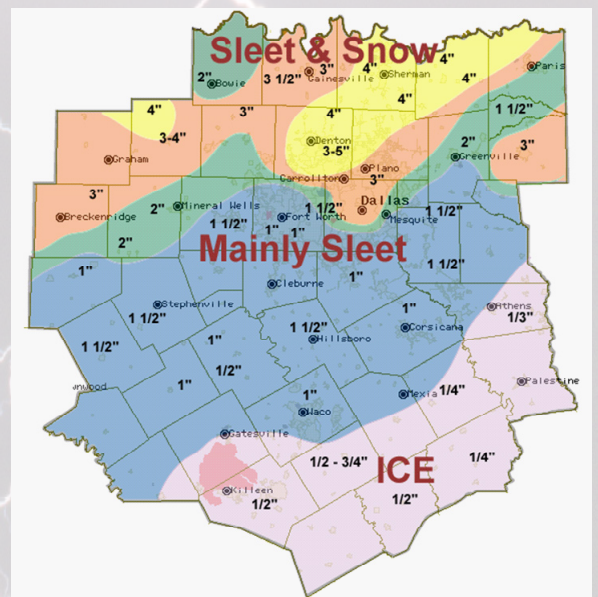 Sleet & Snow
2"
Bowie
3 1/2"
3"
Gainesville
4"
Sherman
4"
4"
4"
Paris
4"
3-4"
3"
4"
1 1/2"
Denton
3-5"
2"
3"
Graham
Greenville
Plano
Carrollton
3"
3"
Breckenridge
2"
Mineral Wells
1 1/2"
Fort Worth
1 1/2"
Dallas
Mesquite
1 1/2"
2"
1"
1"
Mainly Sleet
1"
1"
1 1/2"
Cleburne
Stephenville
1 1/2"
1"
Athens
1/3"
1 1/2"
1"
1 1/2"
Hillsboro
Corsicana
1/2"
1"
Palestine
1"
Waco
Mexia
1/4"
Gatesville
1/2 - 3/4"
ICE
1/4"
Killeen
1/2"
1/2"